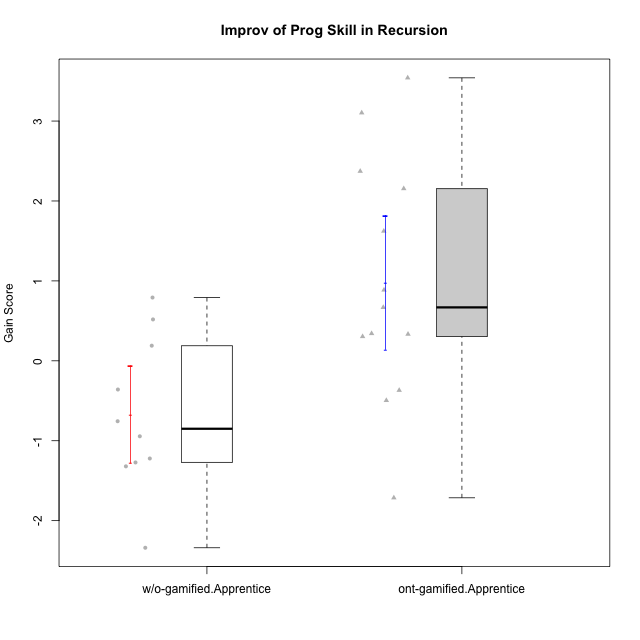 Improv of Prog Skill in Recursion
Gain Score
3
2
1
0
-1
-2
w/o-gamified.Apprentice
ont-gamified.Apprentice